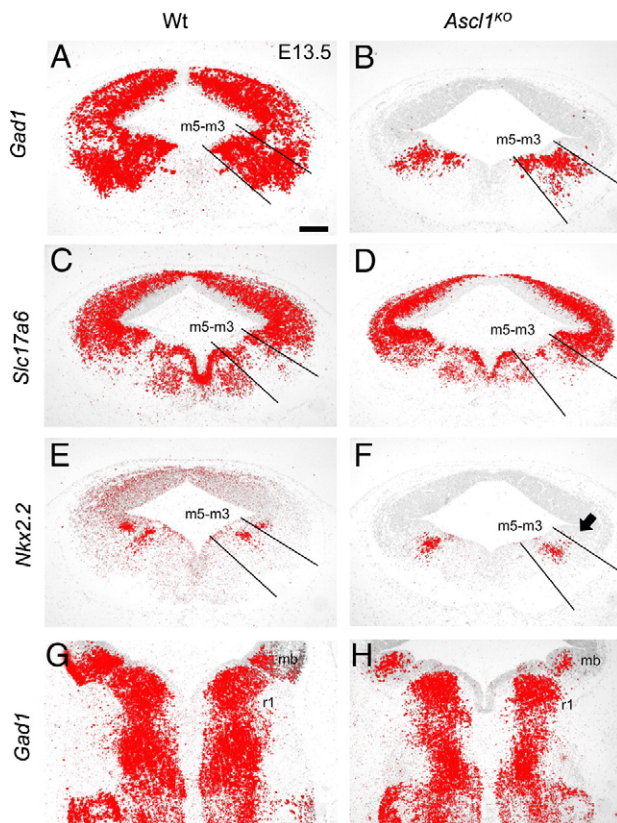 Wt Ascl1KO
Gad1
A E13.5 m5-m3
B m5-m3
Slc17a6
C m5-m3
D m5-m3
Nkx2.2
E m5-m3
F m5-m3
Gad1
G mb r1
H mb r1